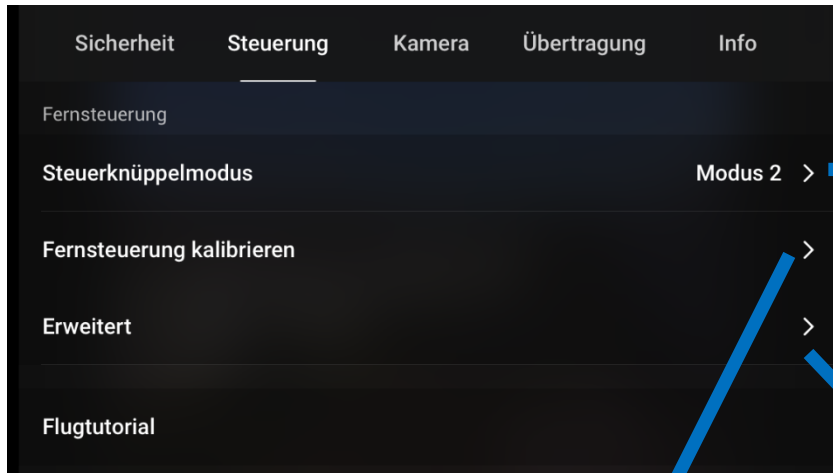 Sicherheit Steuerung Kamera Übertragung Info
Fernsteuerung
Steuerknüppelmodus Modus 2 >
Fernsteuerung kalibrieren >
Erweitert >
Flugtutorial